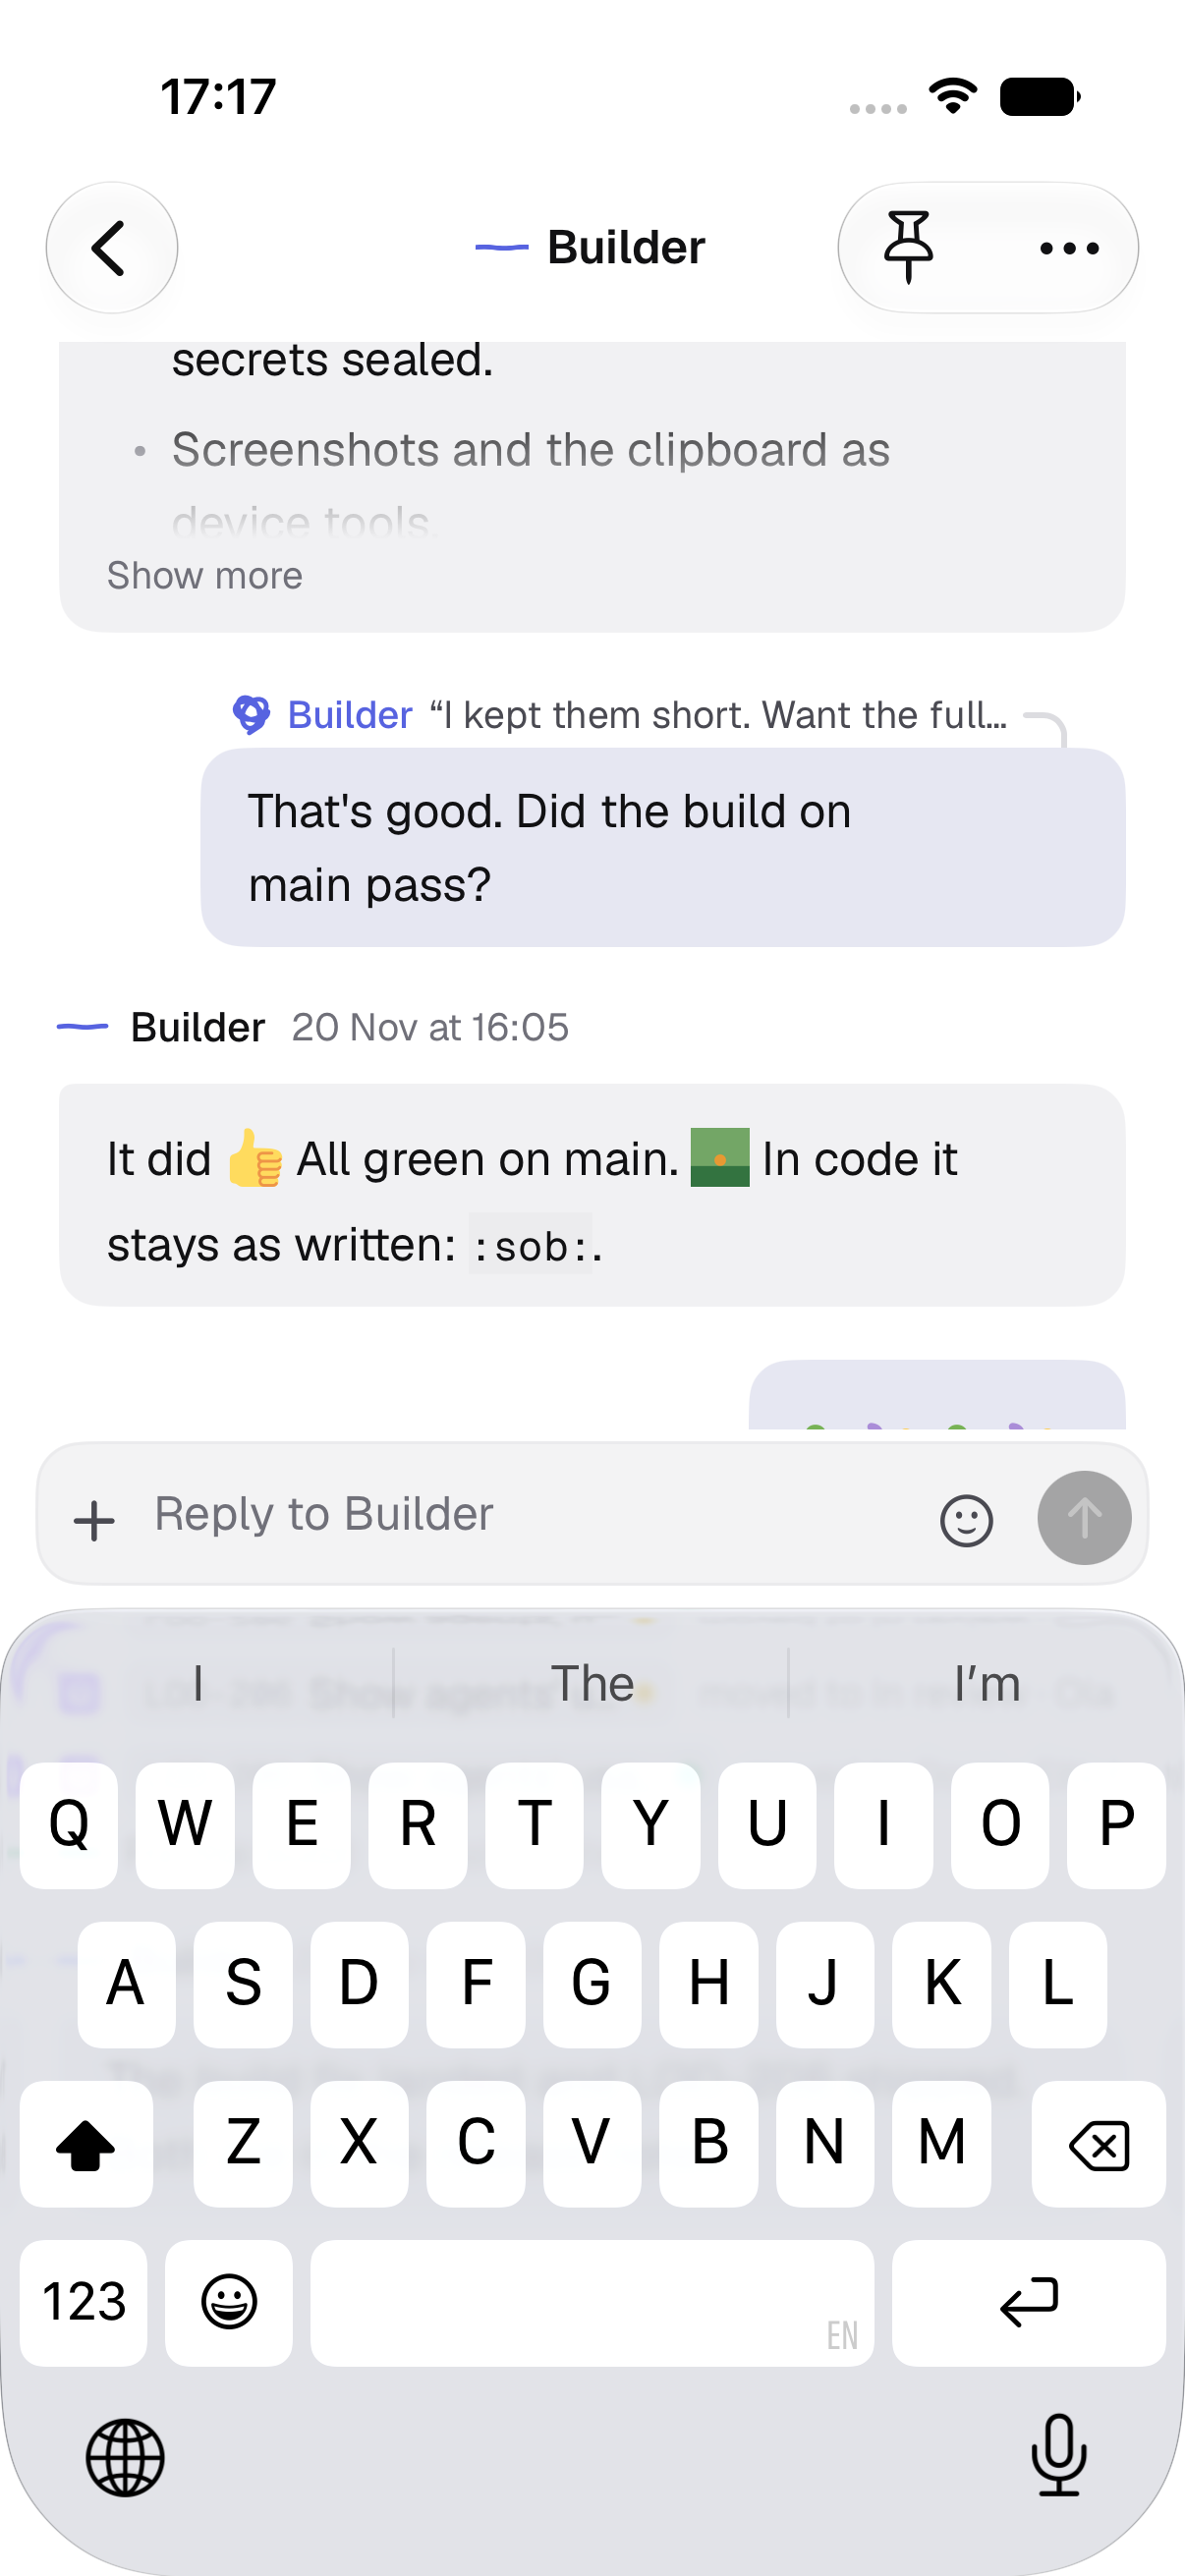 17:17
Builder
secrets sealed.
• Screenshots and the clipboard as
device tools.
Show more
Builder “I kept them short. Want the full...
That's good. Did the build on
main pass?
Builder 20 Nov at 16:05
It did 👍 All green on main. In code it
stays as written: :sob:.
Reply to Builder
I The I’m
Q W E R T Y U I O P
A S D F G H J K L
Z X C V B N M
123
EN